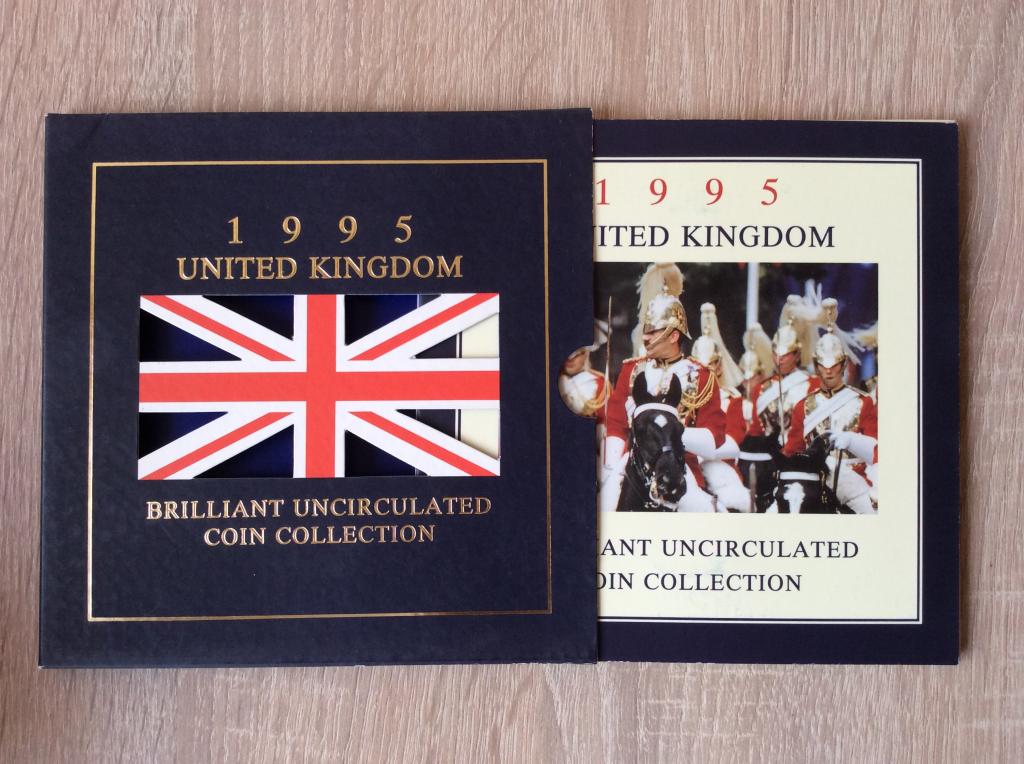 1 9 9 5
UNITED KINGDOM
BRILLIANT UNCIRCULATED
COIN COLLECTION
1 9 9 5
ITED KINGDOM
IANT UNCIRCULATED
OIN COLLECTION